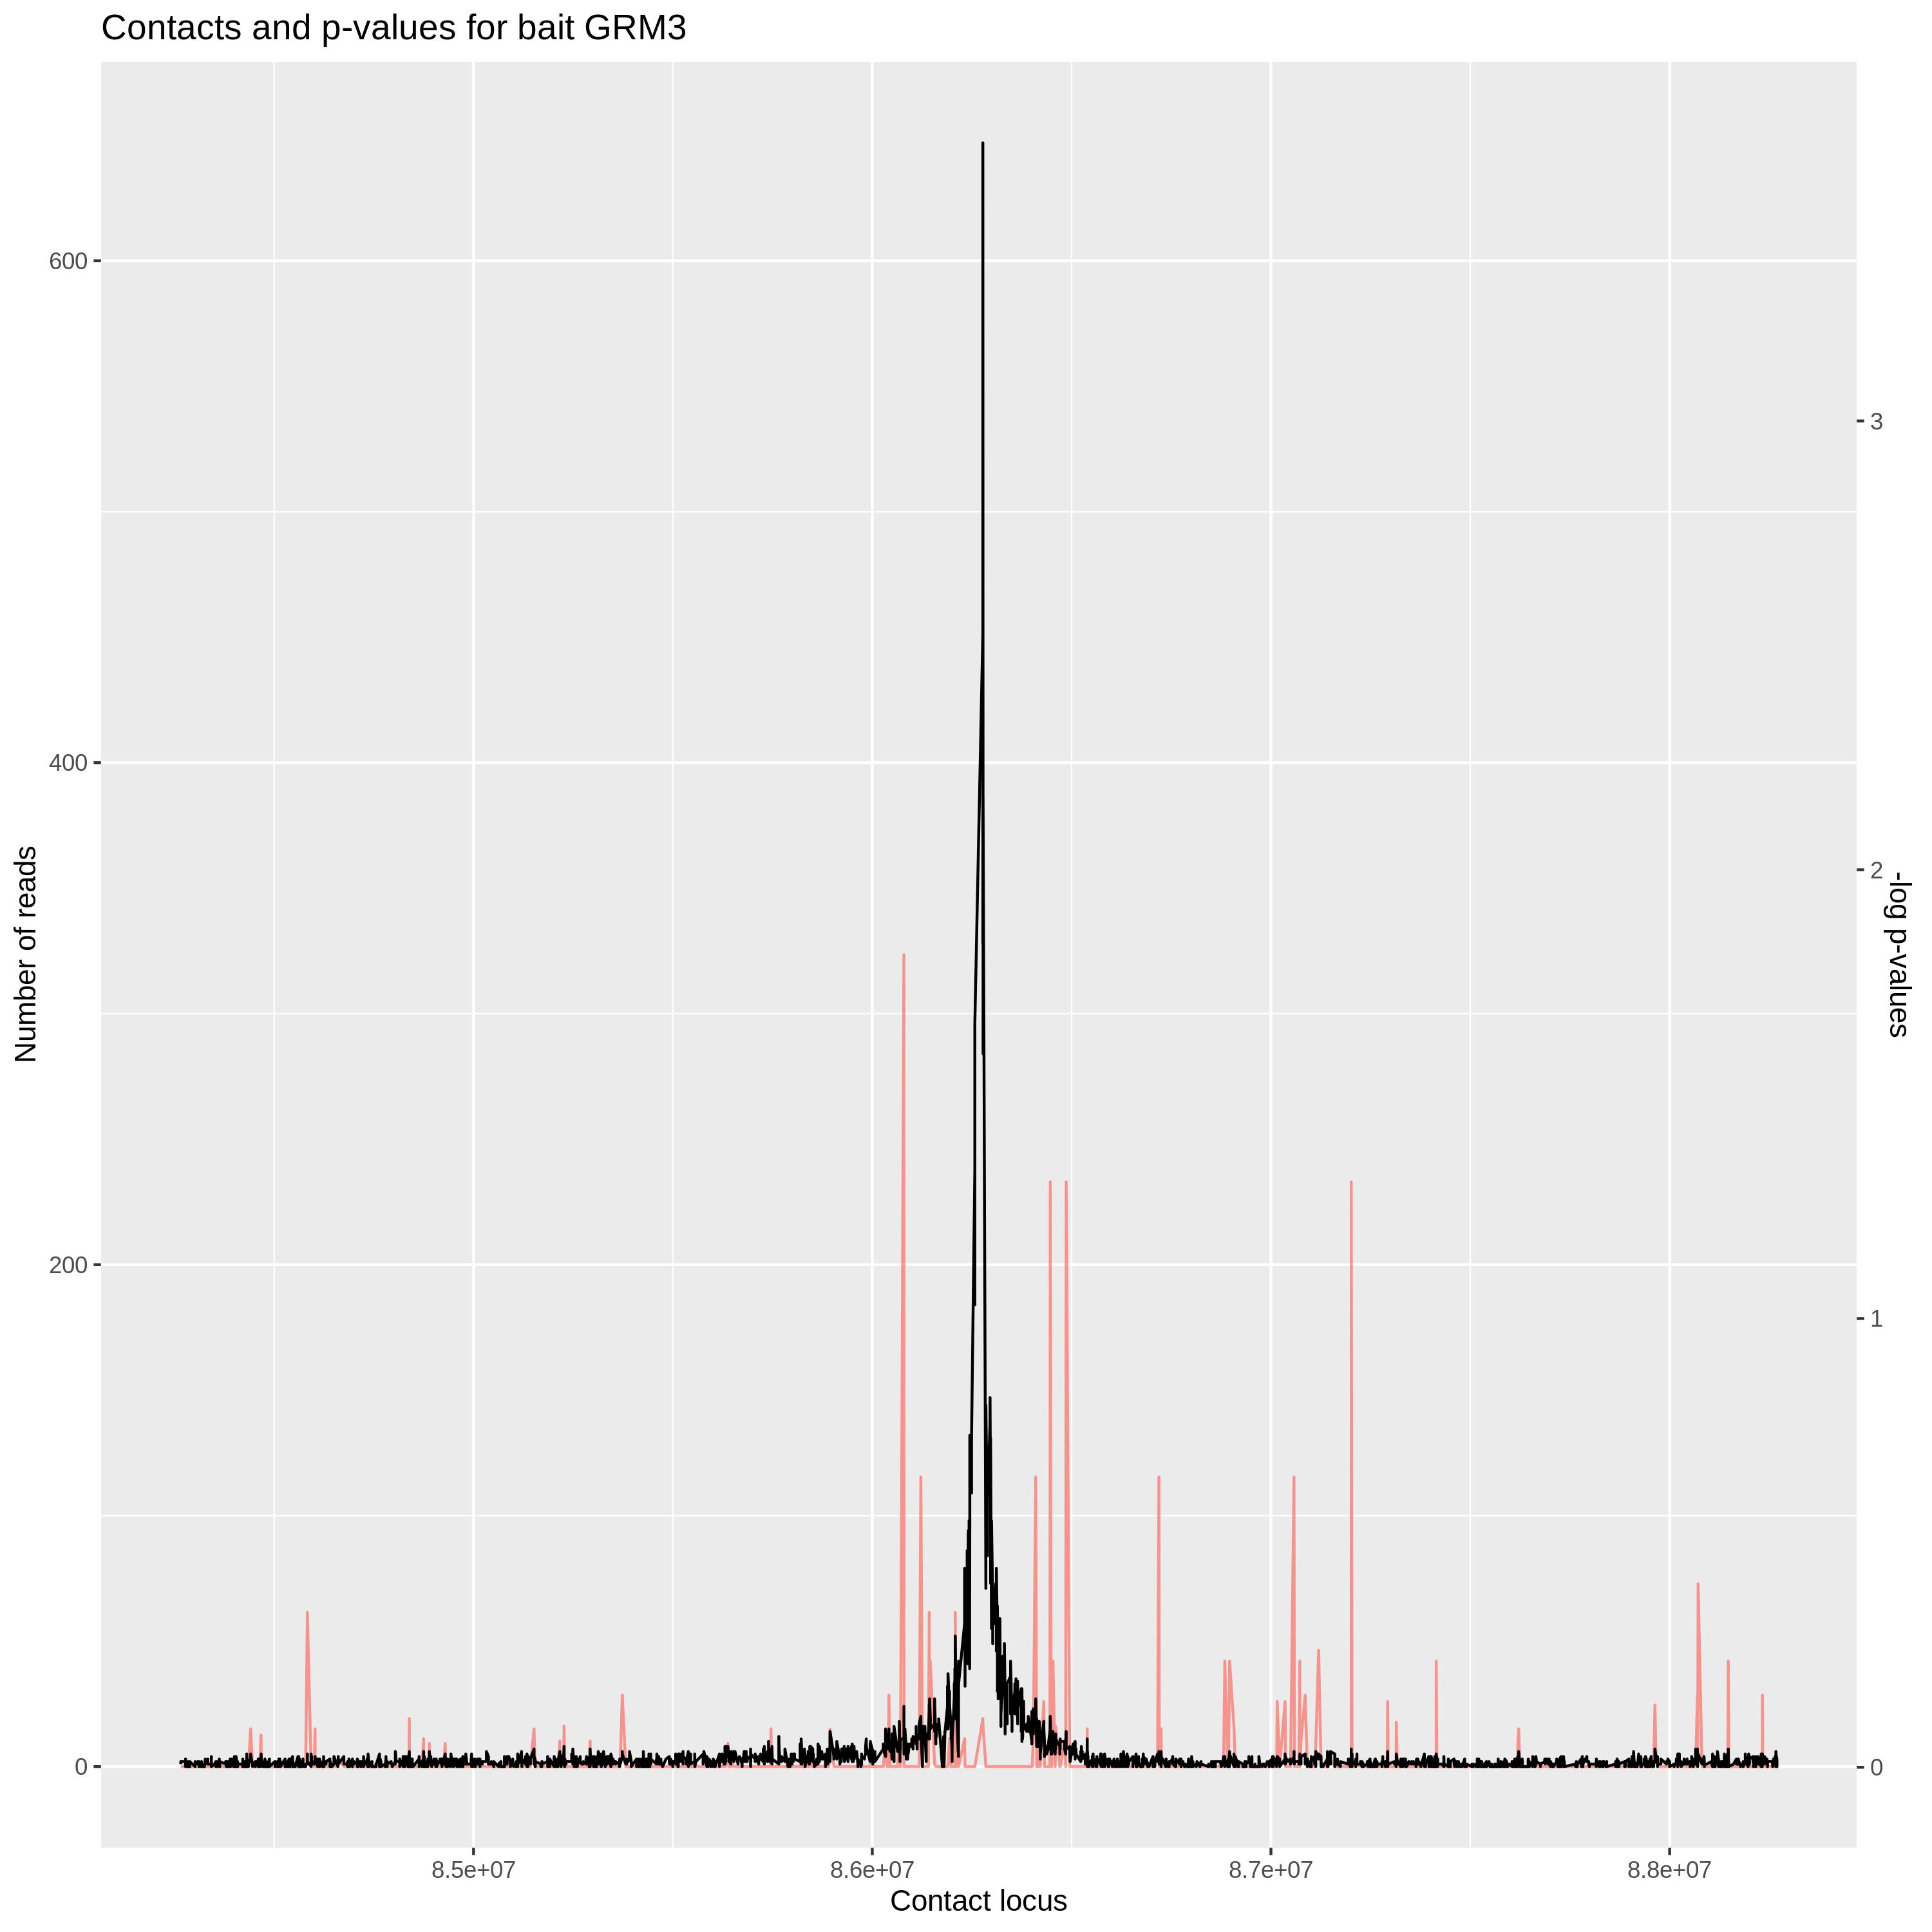 Contacts and p-values for bait GRM3
Number of reads
600
400
200
0
3
2
1
0
-log p-values
8.5e+07
8.6e+07
8.7e+07
8.8e+07
Contact locus